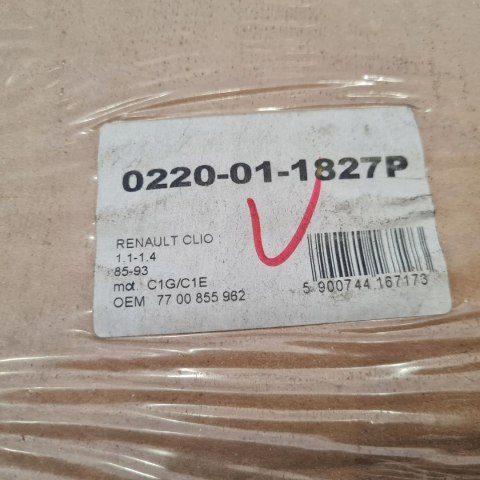 0220-01-1827P
RENAULT CLIO :
1.1-1.4
85-93
mot. C1G/C1E
OEM 77 00 855 962
5 900744 167173